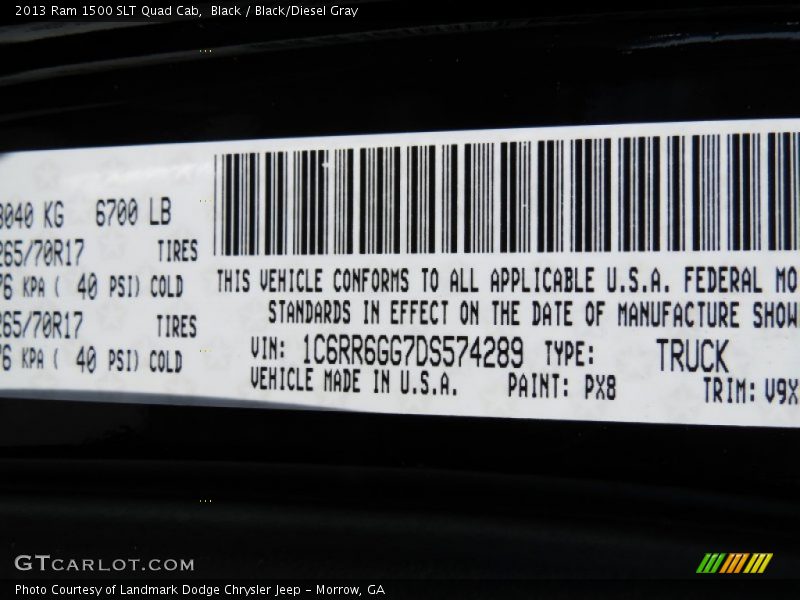 2013 Ram 1500 SLT Quad Cab, Black / Black/Diesel Gray
3040 KG 6700 LB
265/70R17 TIRES
76 KPA ( 40 PSI) COLD
265/70R17 TIRES
76 KPA ( 40 PSI) COLD
THIS VEHICLE CONFORMS TO ALL APPLICABLE U.S.A. FEDERAL MO
STANDARDS IN EFFECT ON THE DATE OF MANUFACTURE SHOW
VIN: 1C6RR6GG7DS574289 TYPE: TRUCK
VEHICLE MADE IN U.S.A. PAINT: PX8 TRIM: V9X
GTCARLOT.COM
Photo Courtesy of Landmark Dodge Chrysler Jeep - Morrow, GA